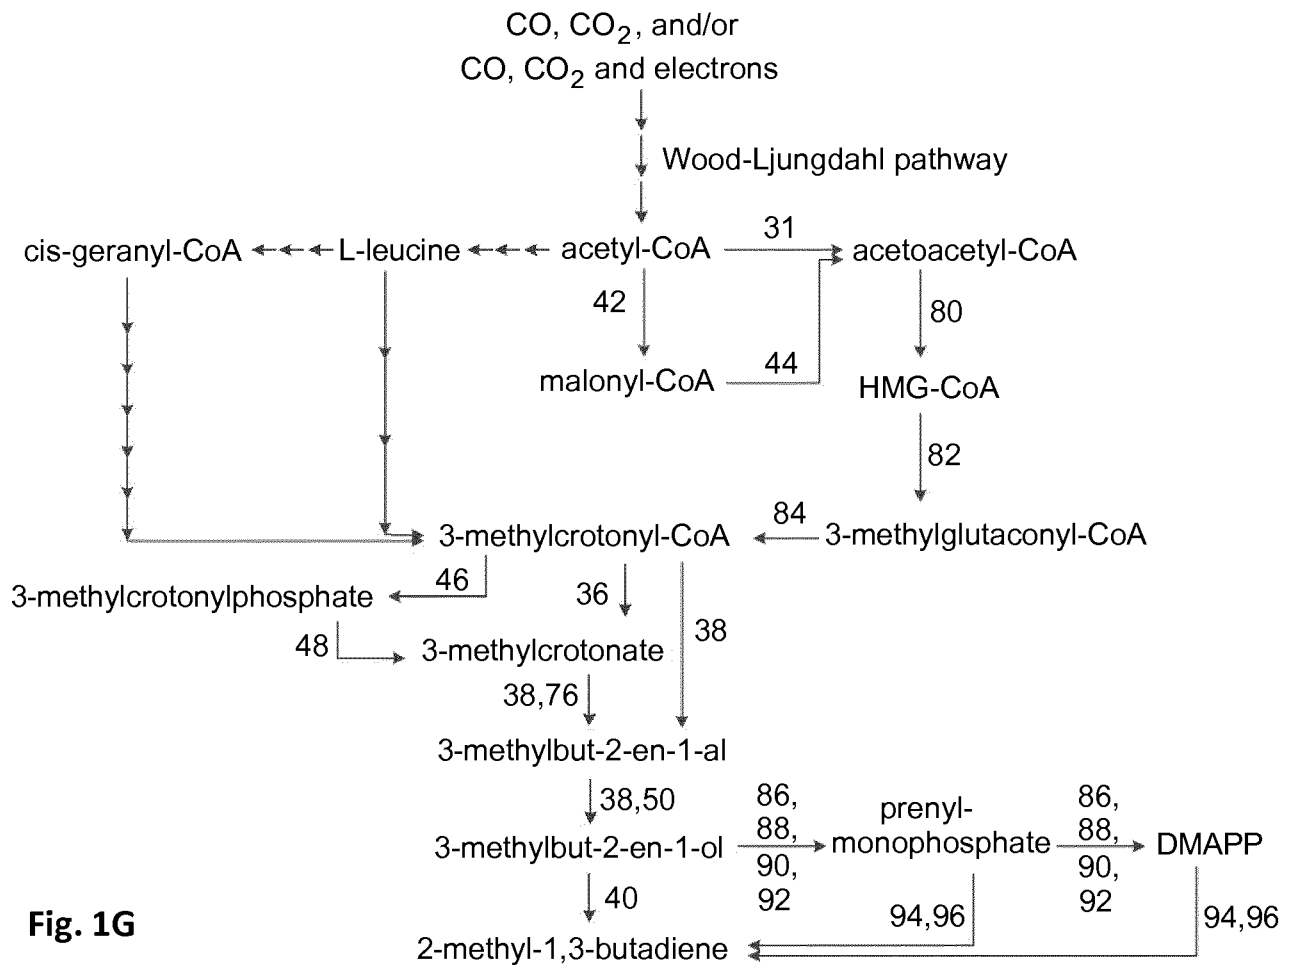 CO, CO2, and/or
CO, CO2 and electrons
Wood-Ljungdahl pathway
cis-geranyl-CoA
L-leucine
acetyl-CoA
31
acetoacetyl-CoA
42
80
malonyl-CoA
44
HMG-CoA
82
3-methylcrotonyl-CoA
84
3-methylglutaconyl-CoA
46
3-methylcrotonylphosphate
36
38
48
3-methylcrotonate
38,76
3-methylbut-2-en-1-al
38,50
86,
88,
90,
92
prenyl-
monophosphate
86,
88,
90,
92
DMAPP
3-methylbut-2-en-1-ol
40
94,96
94,96
2-methyl-1,3-butadiene
Fig. 1G